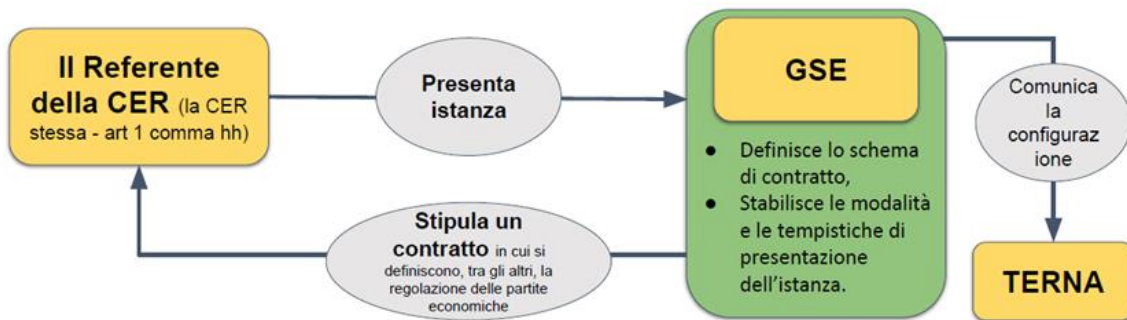 Il Referente
della CER (la CER
stessa - art 1 comma hh)
Presenta
istanza
GSE
● Definisce lo schema
di contratto,
● Stabilisce le modalità
e le tempistiche di
presentazione
dell'istanza.
Comunica
la
configuraz
ione
Stipula un
contratto in cui si
definiscono, tra gli altri, la
regolazione delle partite
economiche
TERNA